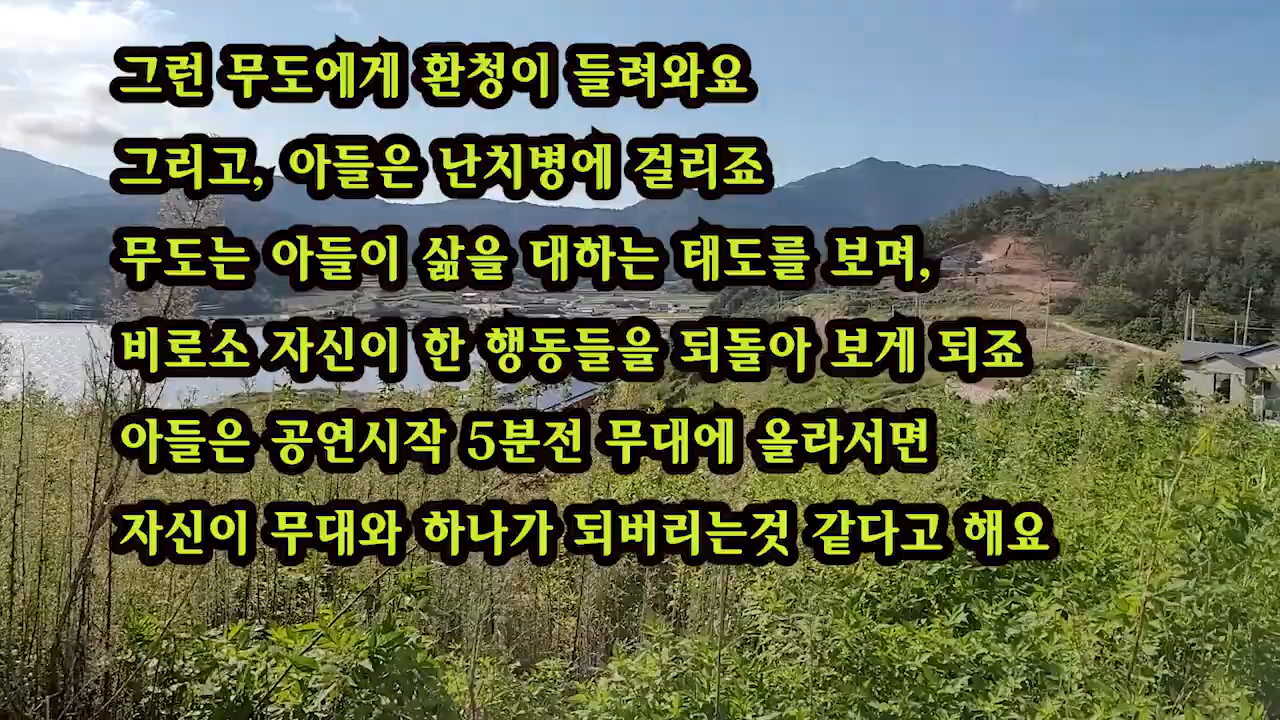 그런 무도에게 환청이 들려와요
그리고, 아들은 난치병에 걸리죠
무도는 아들이 삶을 대하는 태도를 보며,
비로소 자신이 한 행동들을 되돌아 보게 되죠
아들은 공연시작 5분전 무대에 올라서면
자신이 무대와 하나가 되버리는것 같다고 해요